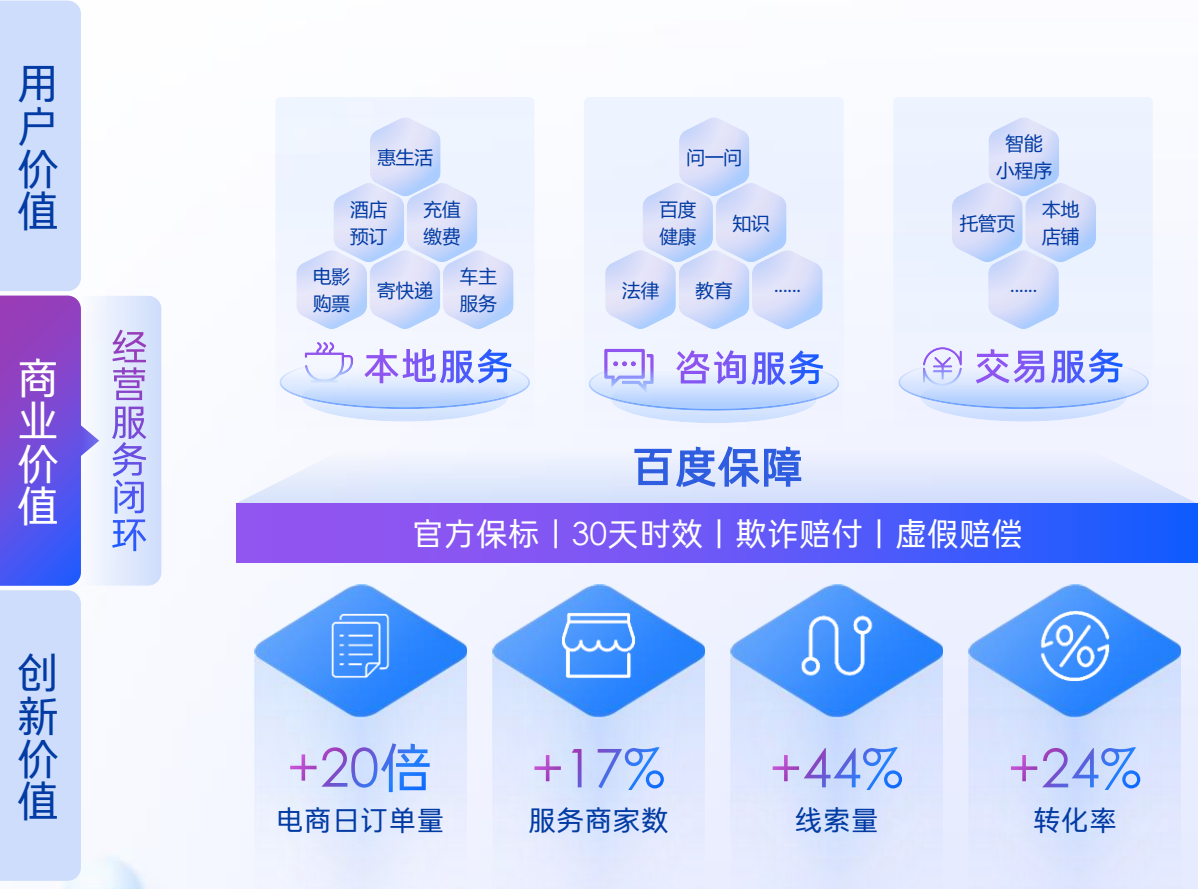 用户价值
商业价值
经营服务闭环
创新价值
惠生活
酒店
预订
充值
缴费
电影
购票
寄快递
车主
服务
本地服务
问一问
百度
健康
知识
法律
教育
……
咨询服务
智能
小程序
托管页
本地
店铺
……
交易服务
百度保障
官方保标丨30天时效丨欺诈赔付丨虚假赔偿
+20倍
电商日订单量
+17%
服务商家数
+44%
线索量
+24%
转化率